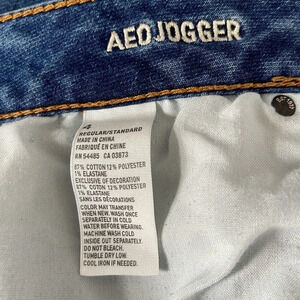 AEO JOGGER
4
REGULAR/STANDARD
MADE IN CHINA
FABRIQUÉ EN CHINE
RN 54485 CA 03873
87% COTTON 12% POLYESTER
1% ELASTANE
EXCLUSIVE OF DECORATION
87% COTON 12% POLYESTER
1% ELASTANE
SANS LES DÉCORATIONS
COLOR MAY TRANSFER
WHEN NEW. WASH ONCE
SEPARATELY IN COLD
WATER BEFORE WEARING.
MACHINE WASH COLD
INSIDE OUT SEPARATELY
DO NOT BLEACH.
TUMBLE DRY LOW.
COOL IRON IF NEEDED.